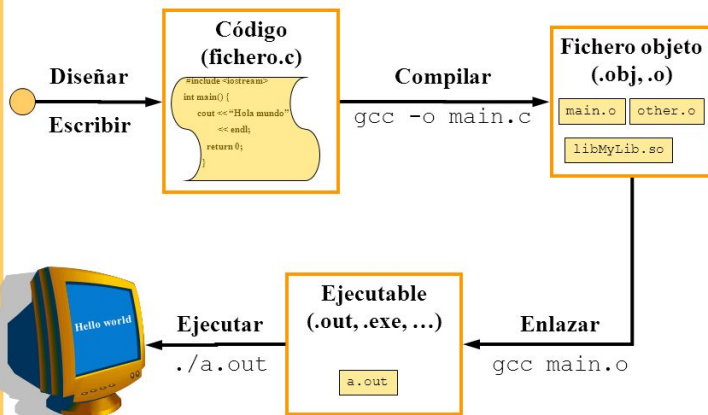 Diseñar
Escribir
Código
(fichero.c)
#include <iostream>
int main() {
cout << “Hola mundo”
<< endl;
return 0;
}
Compilar
gcc -o main.c
Fichero objeto
(.obj, .o)
main.o
other.o
libMyLib.so
Enlazar
gcc main.o
Ejecutable
(.out, .exe, …)
a.out
Ejecutar
./a.out
Hello world